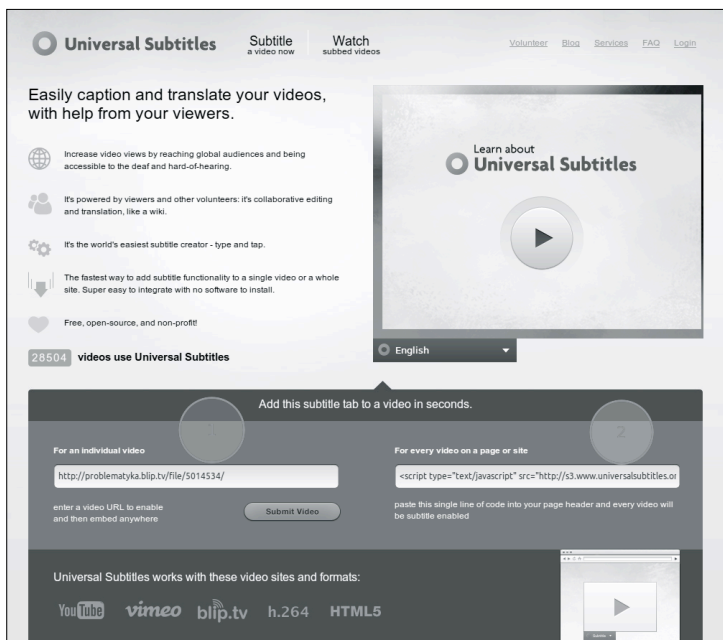 Universal Subtitles
Subtitle
a video now
Watch
subbed videos
Volunteer Blog Services FAQ Login
Easily caption and translate your videos,
with help from your viewers.
Increase video views by reaching global audiences and being
accessible to the deaf and hard-of-hearing.
It's powered by viewers and other volunteers: it's collaborative editing
and translation, like a wiki.
It's the world's easiest subtitle creator - type and tap.
The fastest way to add subtitle functionality to a single video or a whole
site. Super easy to integrate with no software to install.
Free, open-source, and non-profit!
28504 videos use Universal Subtitles
Learn about
Universal Subtitles
English
Add this subtitle tab to a video in seconds.
1
For an individual video
http://problematyka.blip.tv/file/5014534/
enter a video URL to enable
and then embed anywhere
Submit Video
2
For every video on a page or site
<script type="text/javascript" src="http://s3.www.universalsubtitles.or
paste this single line of code into your page header and every video will
be subtitle enabled
Universal Subtitles works with these video sites and formats:
YouTube vimeo blip.tv h.264 HTML5